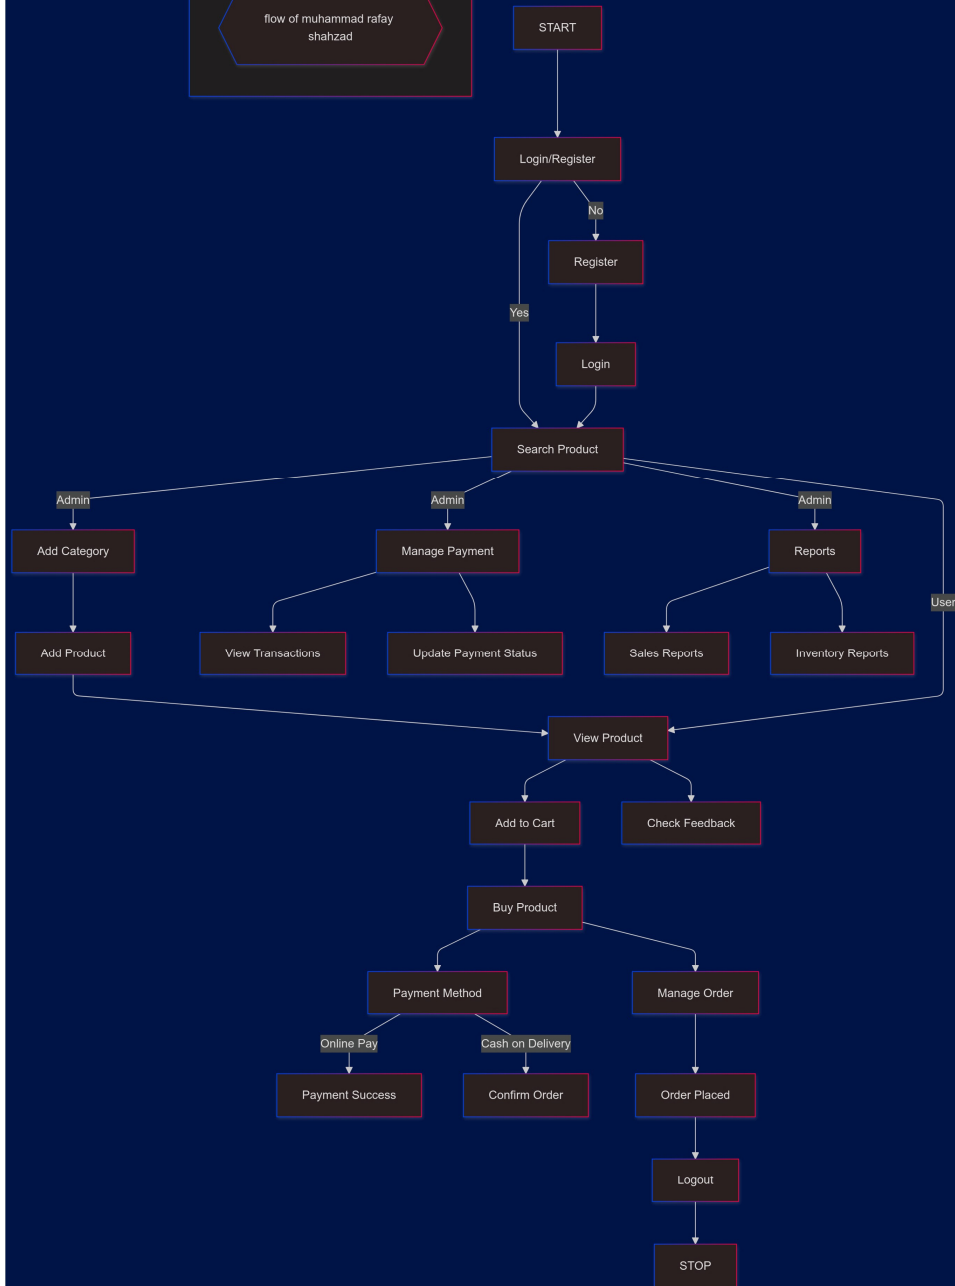 flow of muhammad rafay
shahzad
START
Login/Register
No
Register
Yes
Login
Search Product
Admin
Admin
Admin
Add Category
Manage Payment
Reports
User
Add Product
View Transactions
Update Payment Status
Sales Reports
Inventory Reports
View Product
Add to Cart
Check Feedback
Buy Product
Payment Method
Manage Order
Online Pay
Cash on Delivery
Payment Success
Confirm Order
Order Placed
Logout
STOP